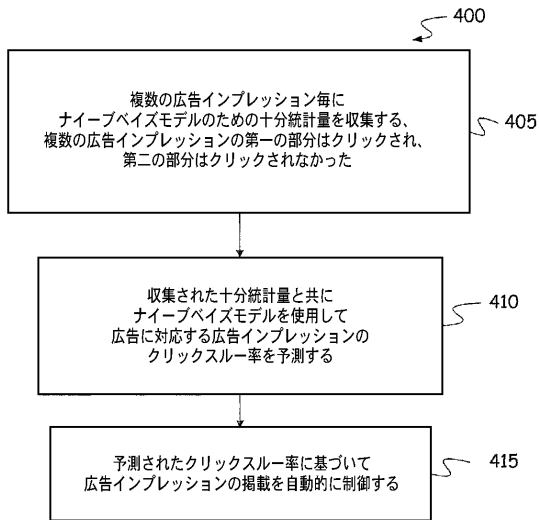 400
複数の広告インプレッション毎に
ナイーブベイズモデルのための十分統計量を収集する、
複数の広告インプレッションの第一の部分はクリックされ、
第二の部分はクリックされなかった
405
収集された十分統計量と共に
ナイーブベイズモデルを使用して
広告に対応する広告インプレッションの
クリックスルー率を予測する
410
予測されたクリックスルー率に基づいて
広告インプレッションの掲載を自動的に制御する
415